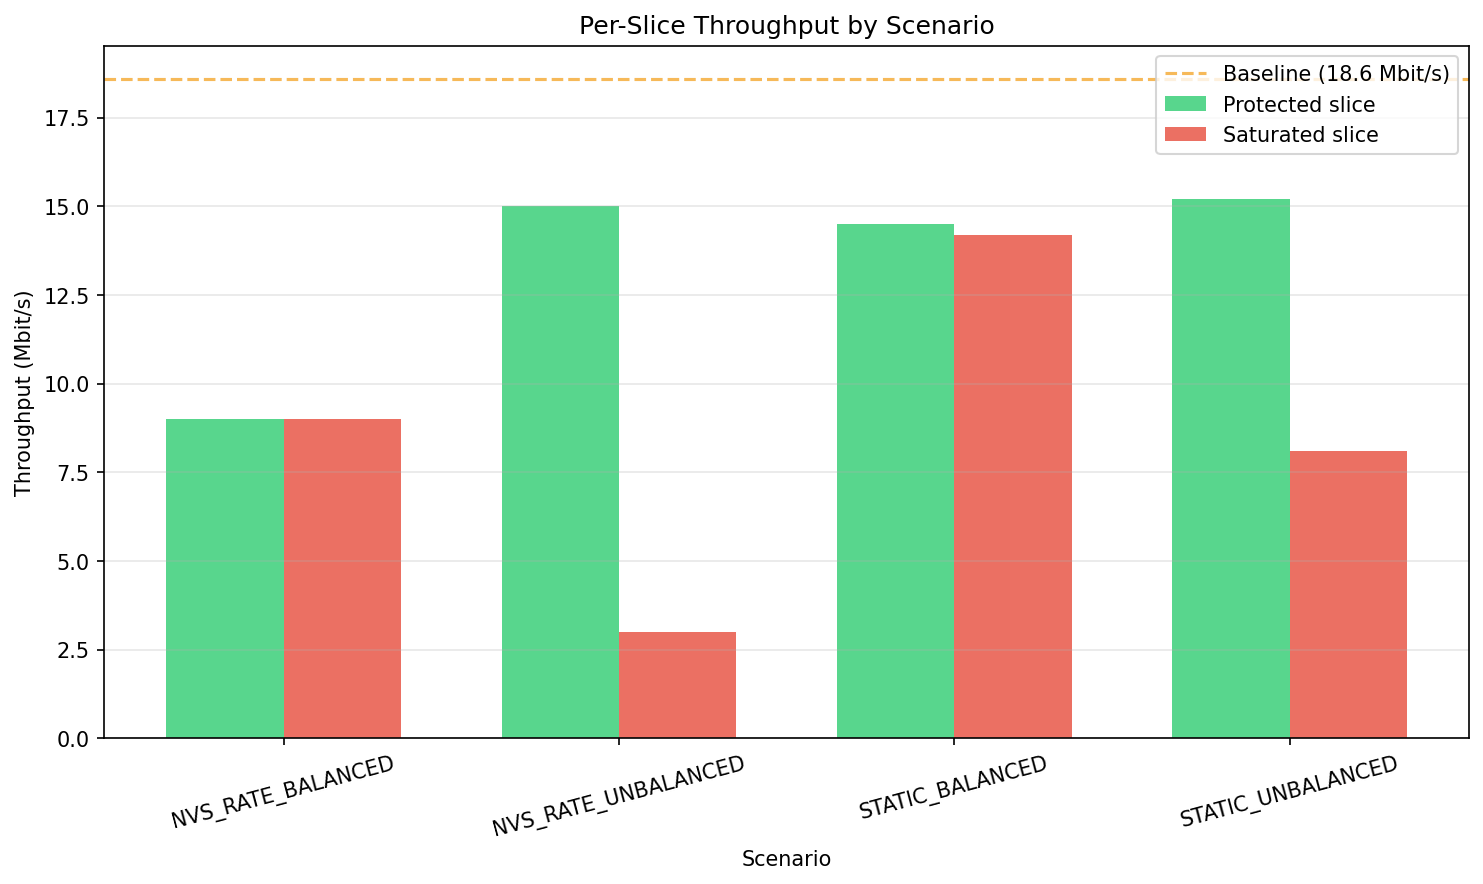 Per-Slice Throughput by Scenario
Baseline (18.6 Mbit/s)
Protected slice
Saturated slice
Throughput (Mbit/s)
17.5
15.0
12.5
10.0
7.5
5.0
2.5
0.0
NVS_RATE_BALANCED
NVS_RATE_UNBALANCED
STATIC_BALANCED
STATIC_UNBALANCED
Scenario